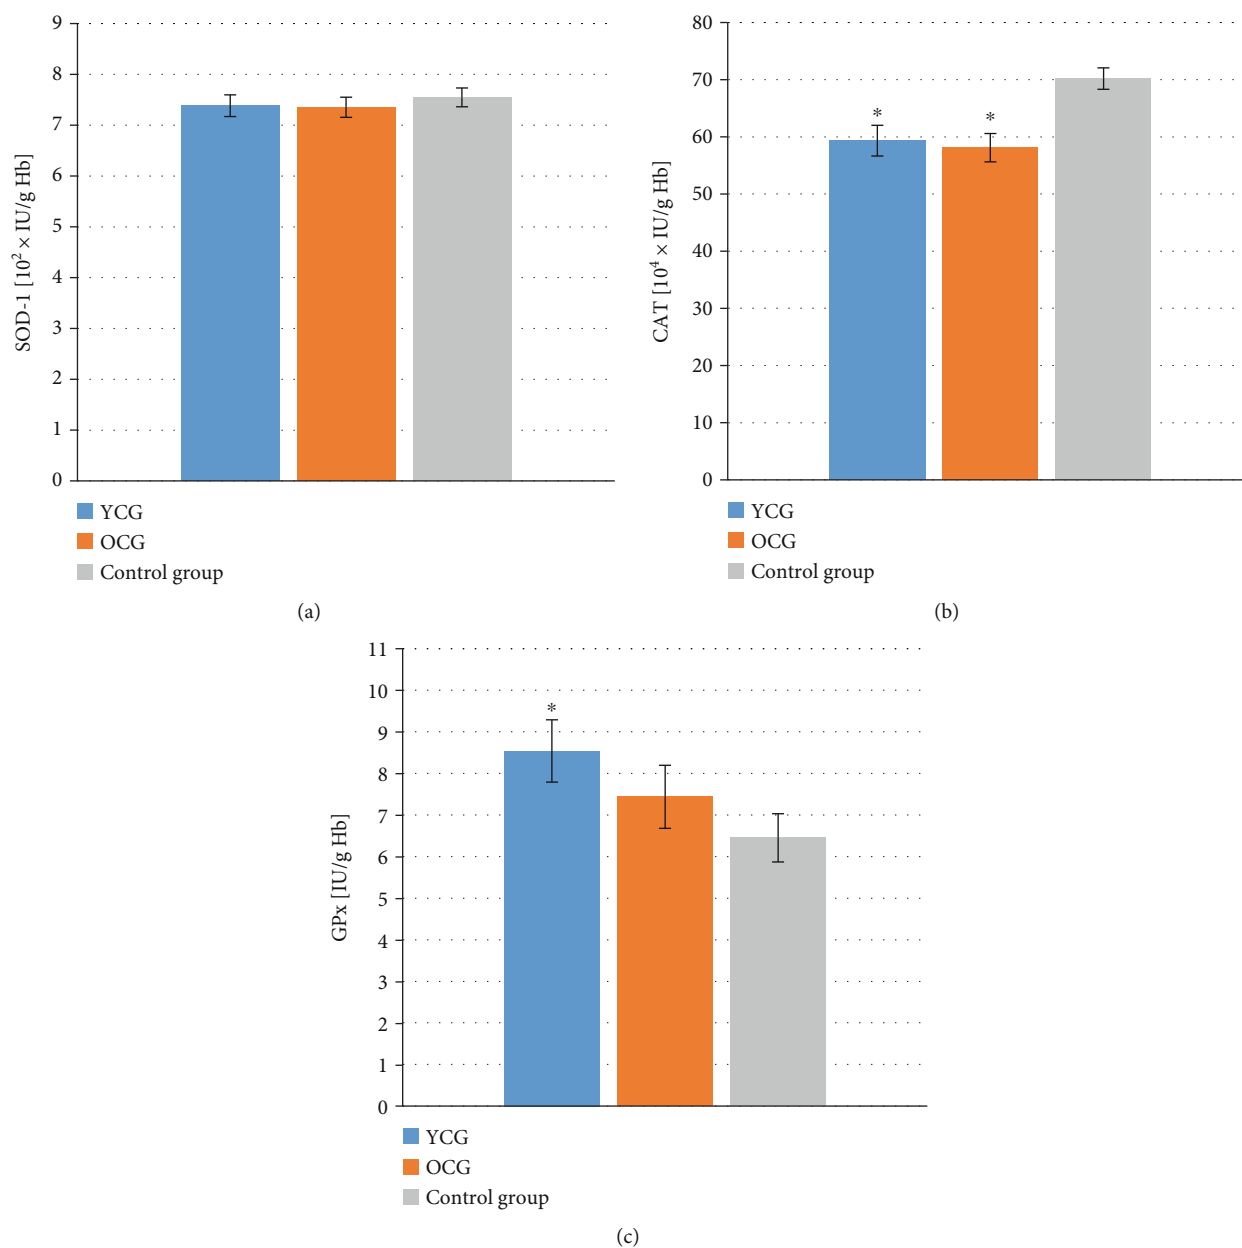 9
8
7
6
5
4
3
2
1
0
SOD-1 [10² × IU/g Hb]
YCG
OCG
Control group
(a)
80
70
60
50
40
30
20
10
0
CAT [10⁴ × IU/g Hb]
*
*
YCG
OCG
Control group
(b)
11
10
9
8
7
6
5
4
3
2
1
0
GPx [IU/g Hb]
*
YCG
OCG
Control group
(c)